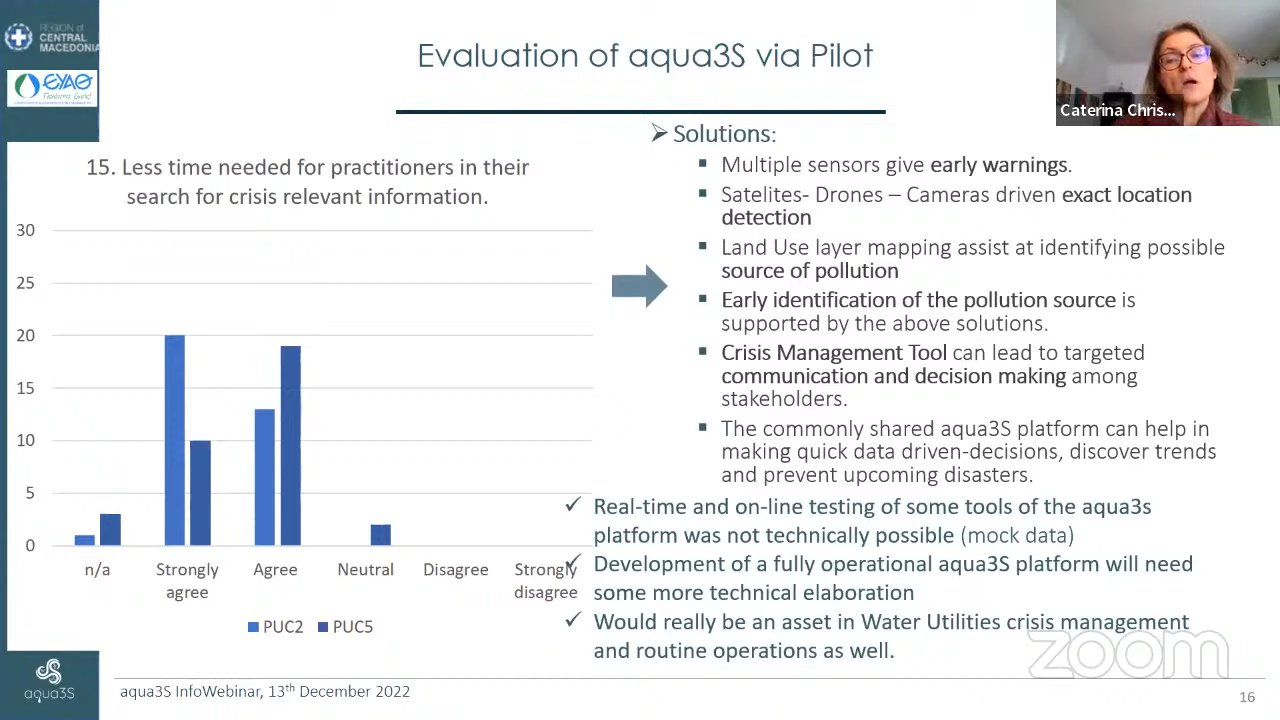 REGION of
CENTRAL
MACEDONIA
ΕΥΑΘ
Evaluation of aqua3S via Pilot
Caterina Chris...
15. Less time needed for practitioners in their
search for crisis relevant information.
30
25
20
15
10
5
0
n/a
Strongly
agree
Agree
Neutral
Disagree
Strongly
disagree
PUC2
PUC5
Solutions:
Multiple sensors give early warnings.
Satelites- Drones – Cameras driven exact location
detection
Land Use layer mapping assist at identifying possible
source of pollution
Early identification of the pollution source is
supported by the above solutions.
Crisis Management Tool can lead to targeted
communication and decision making among
stakeholders.
The commonly shared aqua3S platform can help in
making quick data driven-decisions, discover trends
and prevent upcoming disasters.
Real-time and on-line testing of some tools of the aqua3s
platform was not technically possible (mock data)
Development of a fully operational aqua3S platform will need
some more technical elaboration
Would really be an asset in Water Utilities crisis management
and routine operations as well.
zoom
aqua3S
aqua3S InfoWebinar, 13th December 2022
16